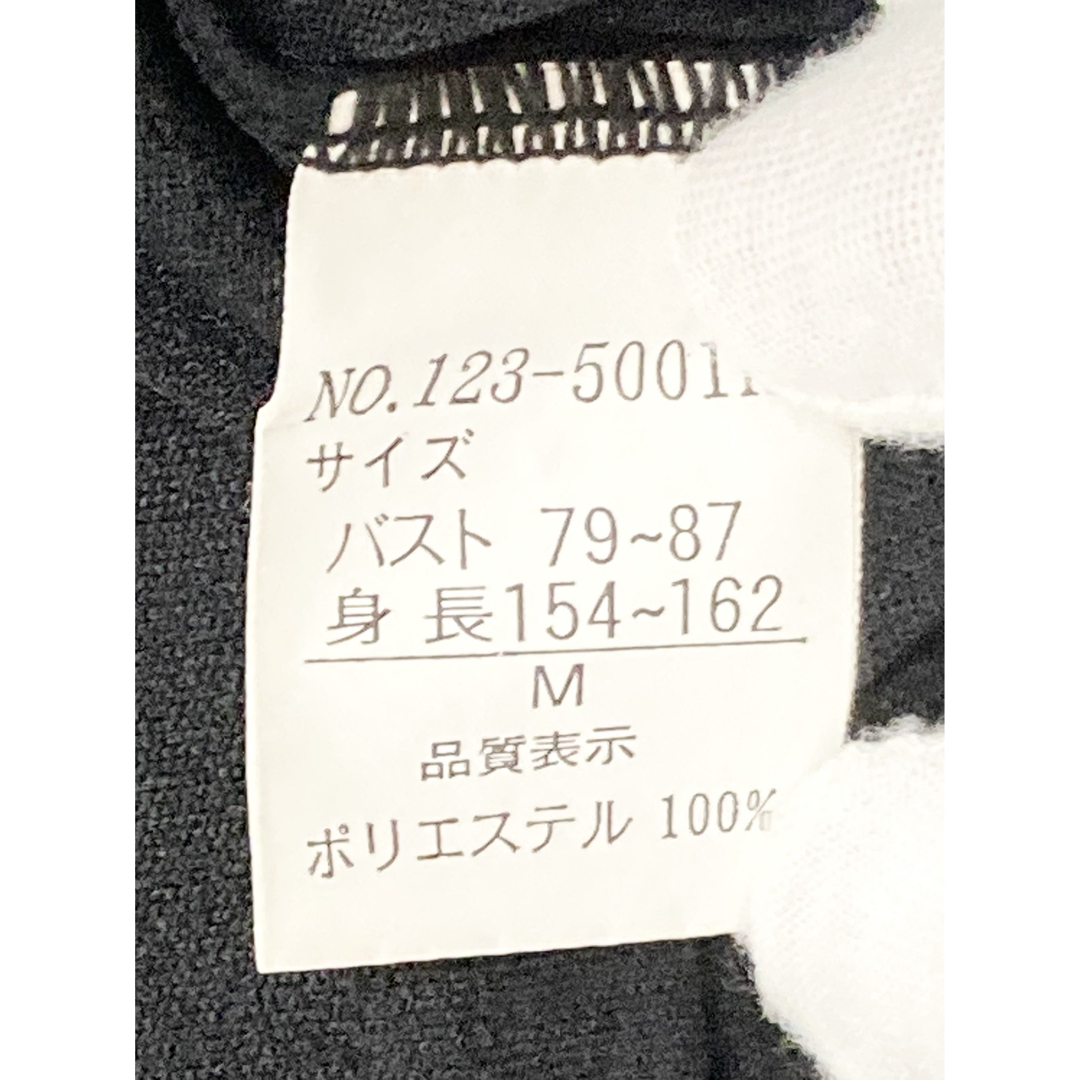 NO.123-5001
サイズ
バスト 79~87
身長154~162
M
品質表示
ポリエステル 100%